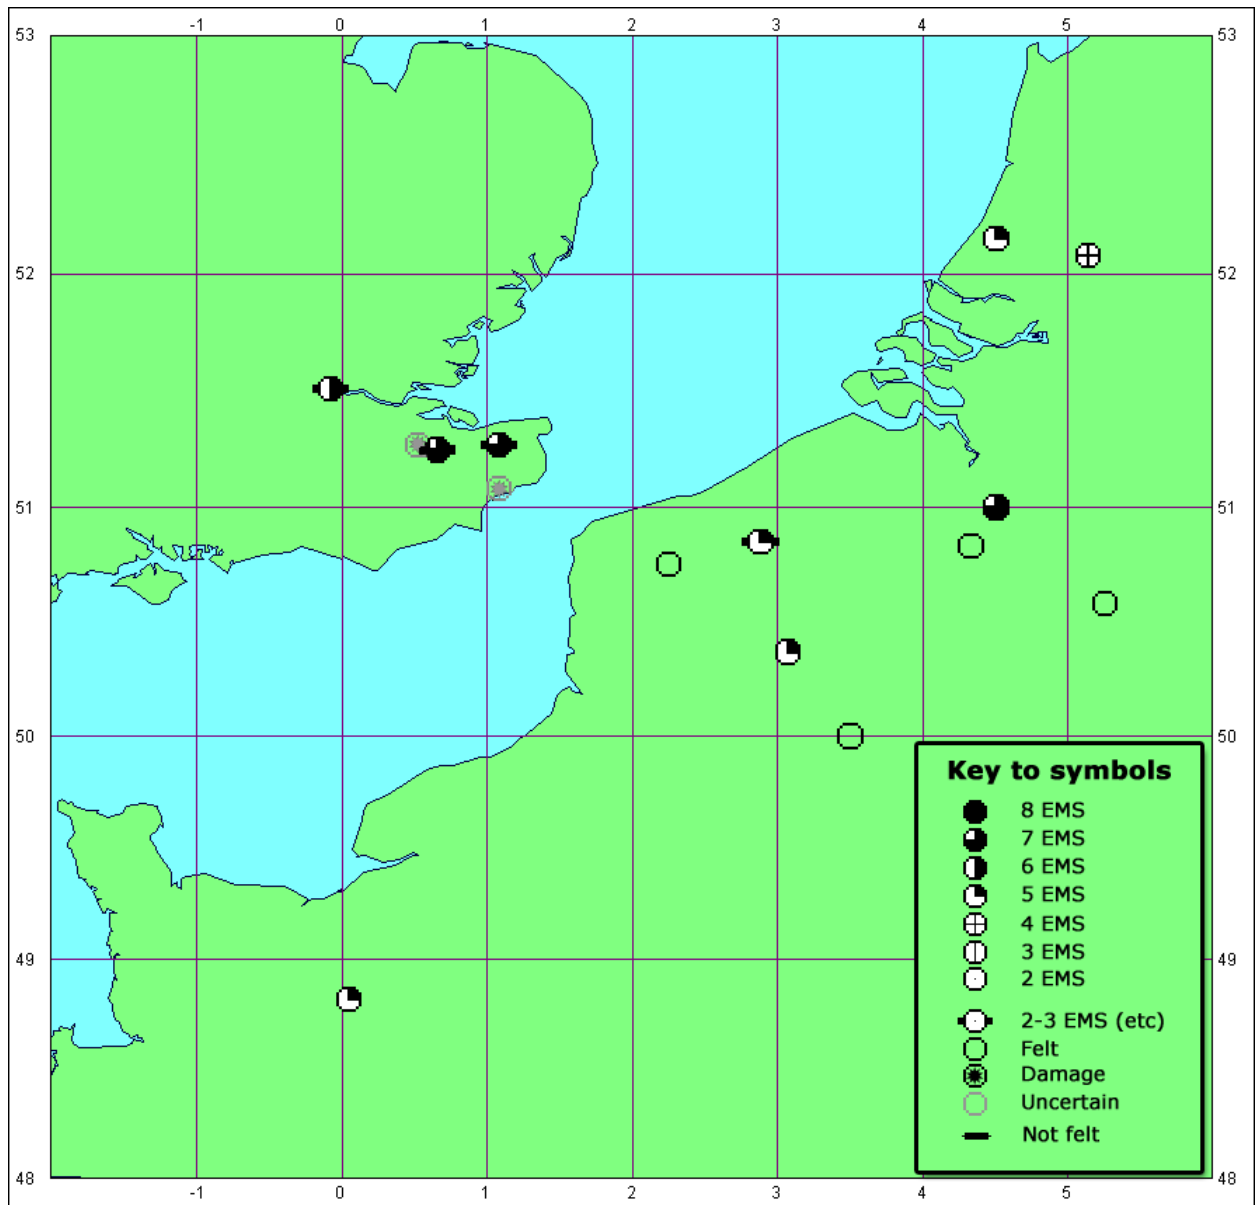 -1 0 1 2 3 4 5
53 53
52 52
51 51
50 50
49 49
48 48
-1 0 1 2 3 4 5
Key to symbols
8 EMS
7 EMS
6 EMS
5 EMS
4 EMS
3 EMS
2 EMS
2-3 EMS (etc)
Felt
Damage
Uncertain
Not felt